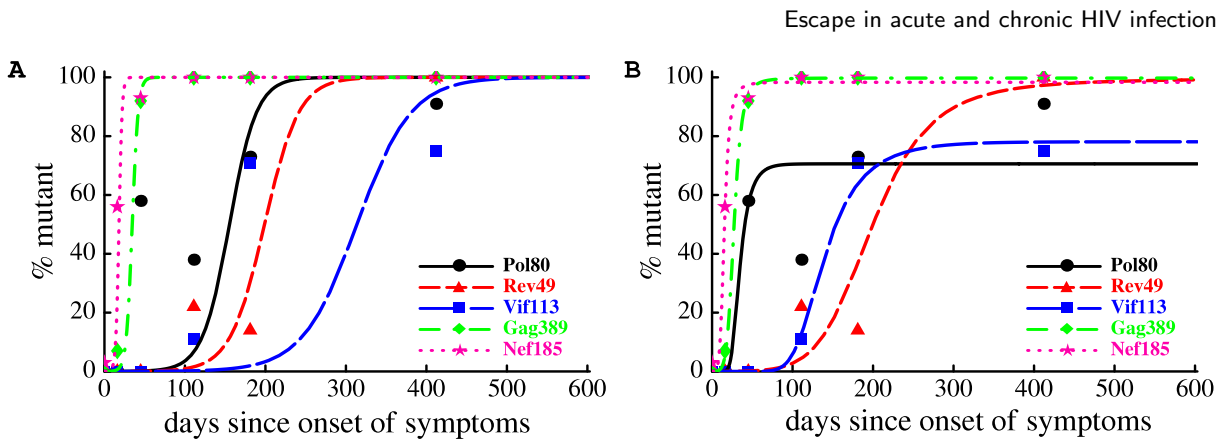 Escape in acute and chronic HIV infection
A
100
80
60
40
20
0
% mutant
Pol80
Rev49
Vif113
Gag389
Nef185
0 100 200 300 400 500 600
days since onset of symptoms
B
100
80
60
40
20
0
% mutant
Pol80
Rev49
Vif113
Gag389
Nef185
0 100 200 300 400 500 600
days since onset of symptoms